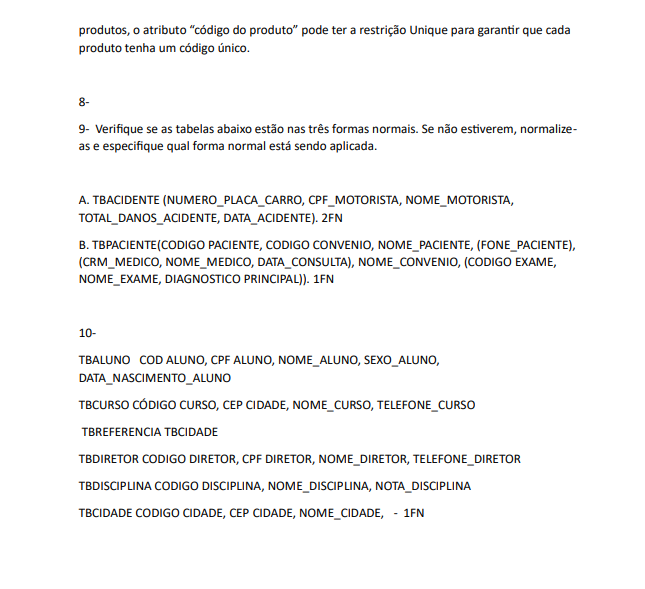 produtos, o atributo “código do produto” pode ter a restrição Unique para garantir que cada
produto tenha um código único.
8-
9- Verifique se as tabelas abaixo estão nas três formas normais. Se não estiverem, normalize-
as e especifique qual forma normal está sendo aplicada.
A. TBACIDENTE (NUMERO_PLACA_CARRO, CPF_MOTORISTA, NOME_MOTORISTA,
TOTAL_DANOS_ACIDENTE, DATA_ACIDENTE). 2FN
B. TBPACIENTE(CODIGO PACIENTE, CODIGO CONVENIO, NOME_PACIENTE, (FONE_PACIENTE),
(CRM_MEDICO, NOME_MEDICO, DATA_CONSULTA), NOME_CONVENIO, (CODIGO EXAME,
NOME_EXAME, DIAGNOSTICO PRINCIPAL)). 1FN
10-
TBALUNO COD ALUNO, CPF ALUNO, NOME_ALUNO, SEXO_ALUNO,
DATA_NASCIMENTO_ALUNO
TBCURSO CÓDIGO CURSO, CEP CIDADE, NOME_CURSO, TELEFONE_CURSO
TBREFERENCIA TBCIDADE
TBDIRETOR CODIGO DIRETOR, CPF DIRETOR, NOME_DIRETOR, TELEFONE_DIRETOR
TBDISCIPLINA CODIGO DISCIPLINA, NOME_DISCIPLINA, NOTA_DISCIPLINA
TBCIDADE CODIGO CIDADE, CEP CIDADE, NOME_CIDADE, - 1FN